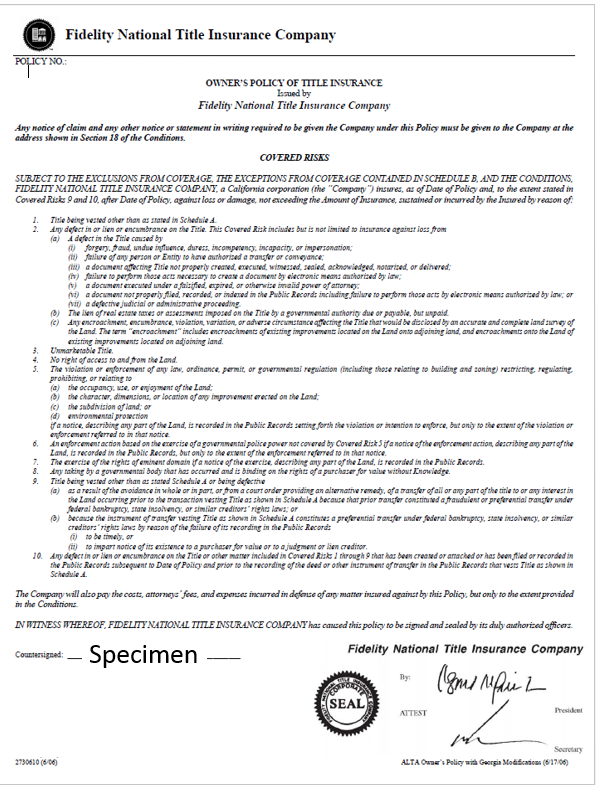 Fidelity National Title Insurance Company
POLICY NO.:
OWNER'S POLICY OF TITLE INSURANCE
Issued by
Fidelity National Title Insurance Company
Any notice of claim and any other notice or statement in writing required to be given the Company under this Policy must be given to the Company at the
address shown in Section 18 of the Conditions.
COVERED RISKS
SUBJECT TO THE EXCLUSIONS FROM COVERAGE, THE EXCEPTIONS FROM COVERAGE CONTAINED IN SCHEDULE B, AND THE CONDITIONS,
FIDELITY NATIONAL TITLE INSURANCE COMPANY, a California corporation (the "Company") insures, as of Date of Policy and, to the extent stated in
Covered Risks 9 and 10, after Date of Policy, against loss or damage, not exceeding the Amount of Insurance, sustained or incurred by the Insured by reason of:
1. Title being vested other than as stated in Schedule A.
2. Any defect in or lien or encumbrance on the Title. This Covered Risk includes but is not limited to insurance against loss from
(a) A defect in the Title caused by
(i) forgery, fraud, undue influence, duress, incompetency, incapacity, or impersonation;
(ii) failure of any person or Entity to have authorized a transfer or conveyance;
(iii) a document affecting Title not properly created, executed, witnessed, sealed, acknowledged, notarized, or delivered;
(iv) failure to perform those acts necessary to create a document by electronic means authorized by law;
(v) a document executed under a falsified, expired, or otherwise invalid power of attorney;
(vi) a document not properly filed, recorded, or indexed in the Public Records including failure to perform those acts by electronic means authorized by law; or
(vii) a defective judicial or administrative proceeding.
(b) The lien of real estate taxes or assessments imposed on the Title by a governmental authority due or payable, but unpaid.
(c) Any encroachment, encumbrance, violation, variation, or adverse circumstance affecting the Title that would be disclosed by an accurate and complete land survey of
the Land. The term "encroachment" includes encroachments of existing improvements located on the Land onto adjoining land, and encroachments onto the Land of
existing improvements located on adjoining land.
3. Unmarketable Title.
4. No right of access to and from the Land.
5. The violation or enforcement of any law, ordinance, permit, or governmental regulation (including those relating to building and zoning) restricting, regulating,
prohibiting, or relating to
(a) the occupancy, use, or enjoyment of the Land;
(b) the character, dimensions, or location of any improvement erected on the Land;
(c) the subdivision of land; or
(d) environmental protection
if a notice, describing any part of the Land, is recorded in the Public Records setting forth the violation or intention to enforce, but only to the extent of the violation or
enforcement referred to in that notice.
6. An enforcement action based on the exercise of a governmental police power not covered by Covered Risk 5 if a notice of the enforcement action, describing any part of the
Land, is recorded in the Public Records, but only to the extent of the enforcement referred to in that notice.
7. The exercise of the rights of eminent domain if a notice of the exercise, describing any part of the Land, is recorded in the Public Records.
8. Any taking by a governmental body that has occurred and is binding on the rights of a purchaser for value without Knowledge.
9. Title being vested other than as stated Schedule A or being defective
(a) as a result of the avoidance in whole or in part, or from a court order providing an alternative remedy, of a transfer of all or any part of the title to or any interest in
the Land occurring prior to the transaction vesting Title as shown in Schedule A because that prior transfer constituted a fraudulent or preferential transfer under
federal bankruptcy, state insolvency, or similar creditors' rights laws; or
(b) because the instrument of transfer vesting Title as shown in Schedule A constitutes a preferential transfer under federal bankruptcy, state insolvency, or similar
creditors' rights laws by reason of the failure of its recording in the Public Records
(i) to be timely, or
(ii) to impart notice of its existence to a purchaser for value or to a judgment or lien creditor.
10. Any defect in or lien or encumbrance on the Title or other matter included in Covered Risks 1 through 9 that has been created or attached or has been filed or recorded in
the Public Records subsequent to Date of Policy and prior to the recording of the deed or other instrument of transfer in the Public Records that vests Title as shown in
Schedule A.
The Company will also pay the costs, attorneys' fees, and expenses incurred in defense of any matter insured against by this Policy, but only to the extent provided
in the Conditions.
IN WITNESS WHEREOF, FIDELITY NATIONAL TITLE INSURANCE COMPANY has caused this policy to be signed and sealed by its duly authorized officers.
Countersigned: Specimen
Fidelity National Title Insurance Company
By:
SEAL
CORPORATE
ATTEST President
Secretary
2730610 (6/06) ALTA Owner's Policy with Georgia Modifications (6/17/06)